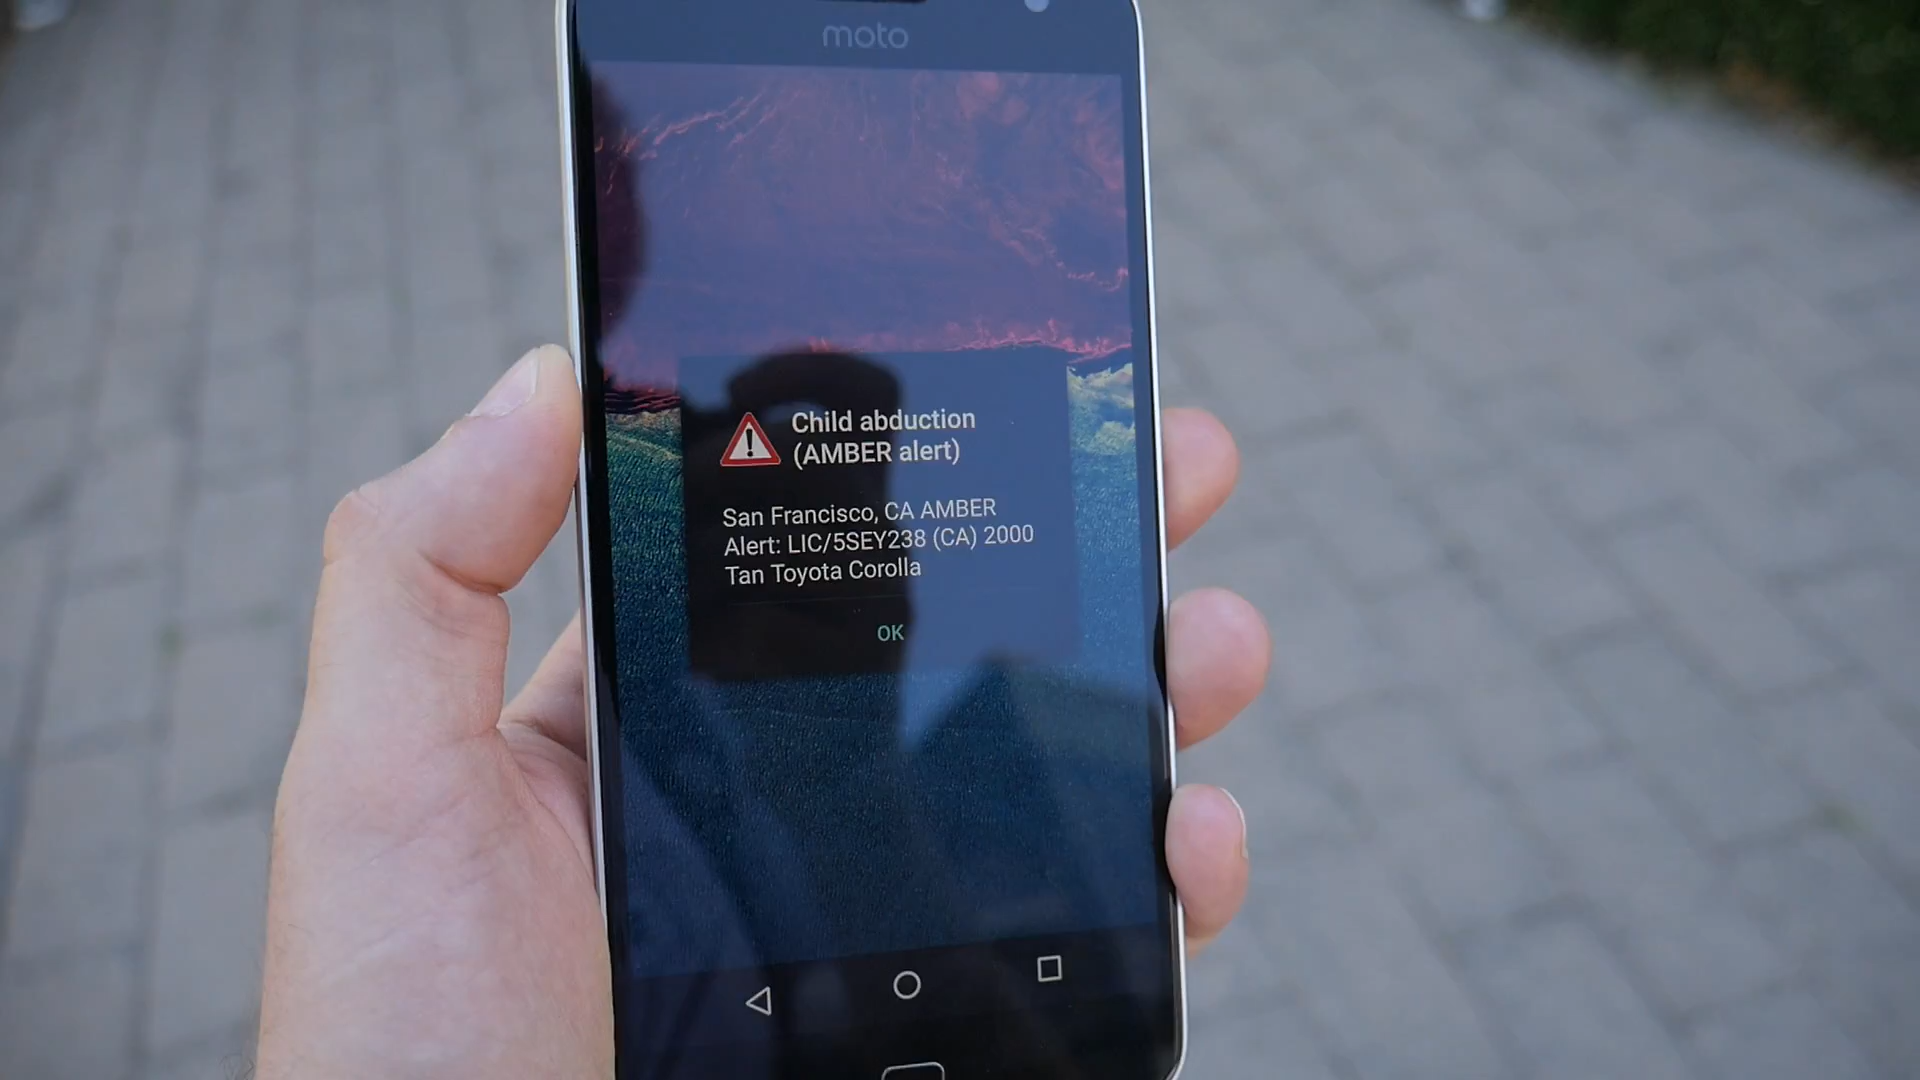 moto
Child abduction
(AMBER alert)
San Francisco, CA AMBER
Alert: LIC/5SEY238 (CA) 2000
Tan Toyota Corolla
OK